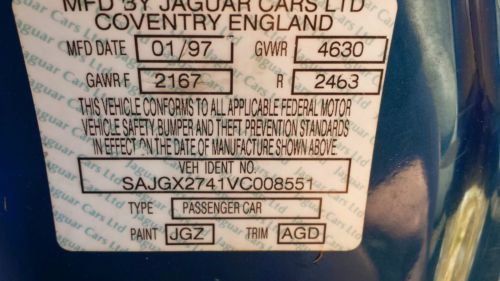 MFD BY JAGUAR CARS LTD
COVENTRY ENGLAND
MFD DATE 01/97 GVWR 4630
GAWR F 2167 R 2463
THIS VEHICLE CONFORMS TO ALL APPLICABLE FEDERAL MOTOR
VEHICLE SAFETY BUMPER AND THEFT PREVENTION STANDARDS
IN EFFECT ON THE DATE OF MANUFACTURE SHOWN ABOVE.
VEH IDENT NO.
SAJGX2741VC008551
TYPE PASSENGER CAR
PAINT JGZ TRIM AGD